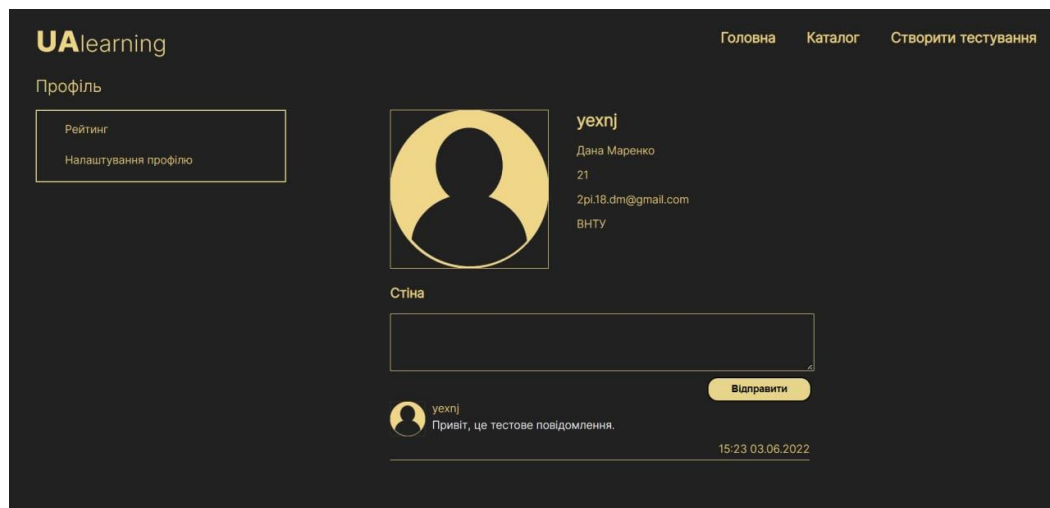 UAlearning
Головна Каталог Створити тестування
Профіль
Рейтинг
Налаштування профілю
yexnj
Дана Маренко
21
2pi.18.dm@gmail.com
ВНТУ
Стіна
Відправити
yexnj
Привіт, це тестове повідомлення.
15:23 03.06.2022